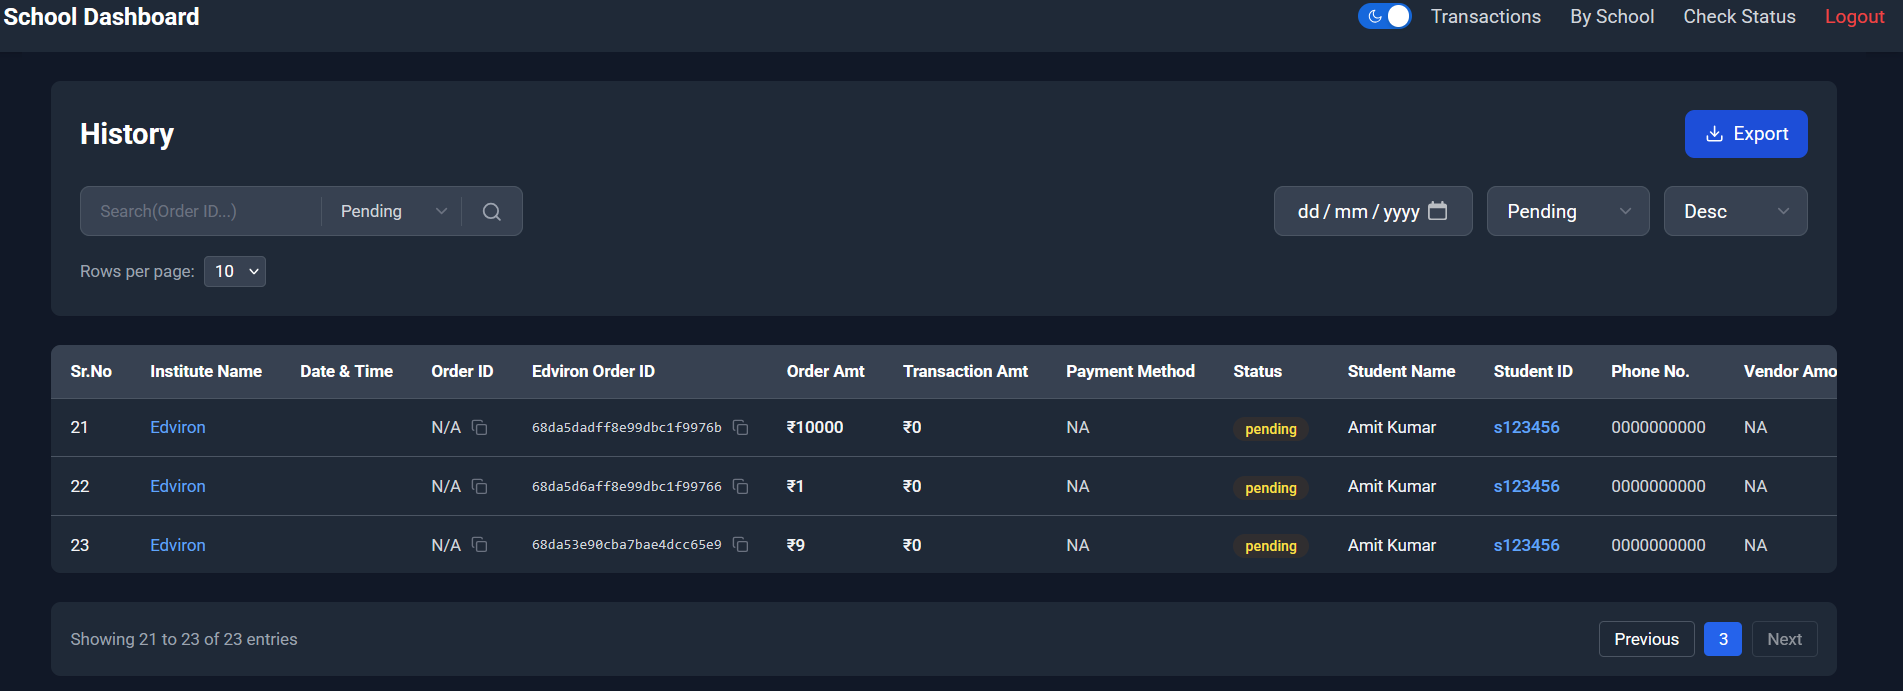 School Dashboard Transactions By School Check Status Logout
History Export
Search(Order ID...) Pending dd/mm/yyyy Pending Desc
Rows per page: 10
Sr.No Institute Name Date & Time Order ID Edviron Order ID Order Amt Transaction Amt Payment Method Status Student Name Student ID Phone No. Vendor Amo
21 Edviron N/A 68da5dadff8e99dbc1f9976b ₹10000 ₹0 NA pending Amit Kumar s123456 0000000000 NA
22 Edviron N/A 68da5d6aff8e99dbc1f99766 ₹1 ₹0 NA pending Amit Kumar s123456 0000000000 NA
23 Edviron N/A 68da53e90cba7bae4dcc65e9 ₹9 ₹0 NA pending Amit Kumar s123456 0000000000 NA
Showing 21 to 23 of 23 entries Previous 3 Next